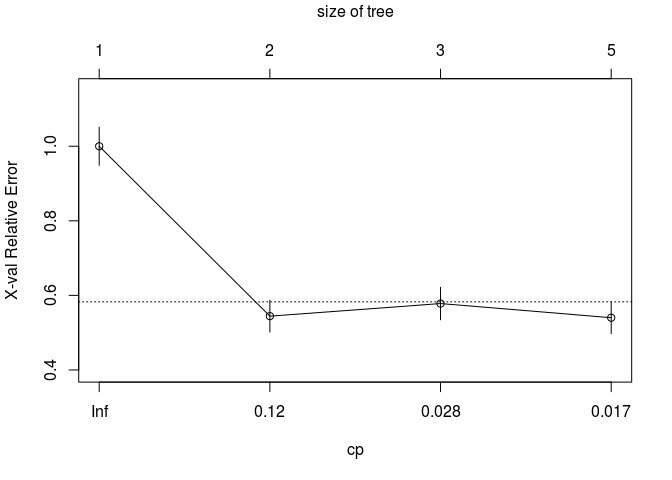 size of tree
1 2 3 5
X-val Relative Error
1.0
0.8
0.6
0.4
Inf 0.12 0.028 0.017
cp